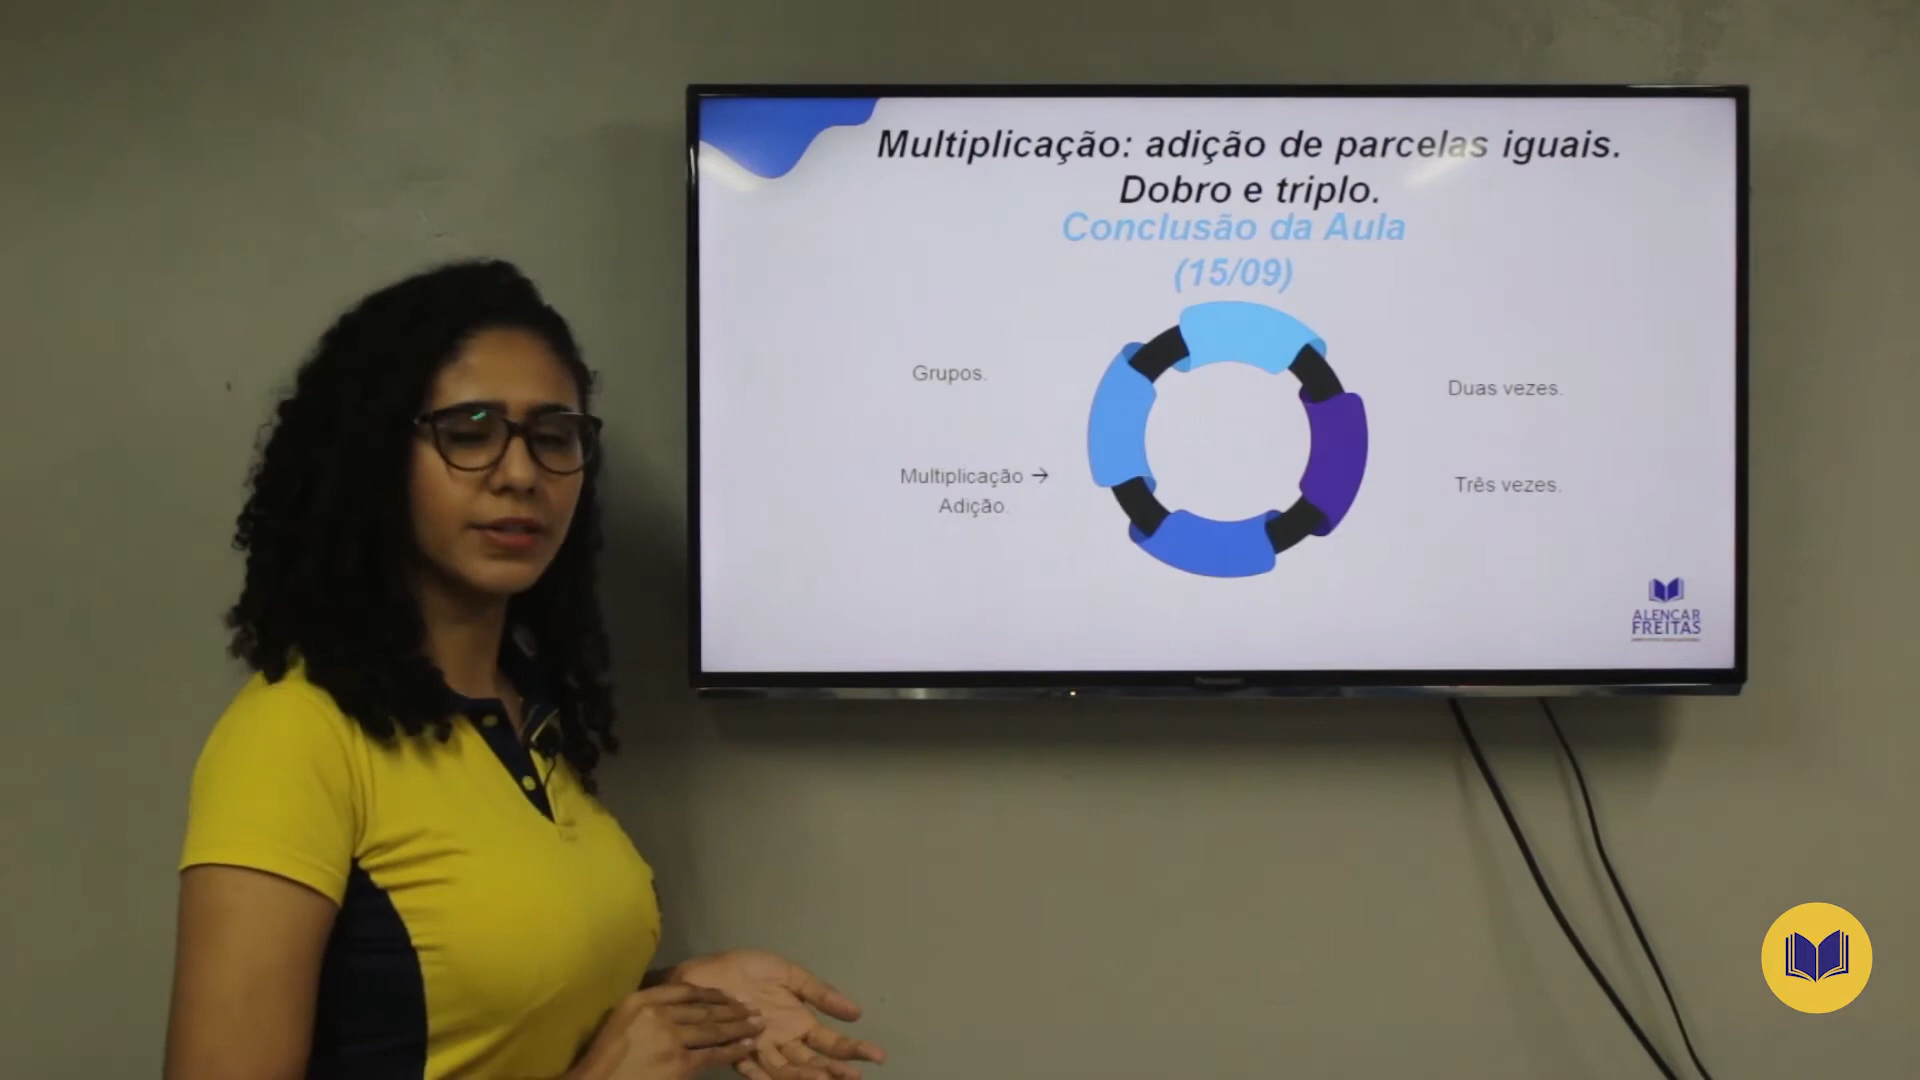 Multiplicação: adição de parcelas iguais.
Dobro e triplo.
Conclusão da Aula
(15/09)
Grupos.
Duas vezes.
Multiplicação →
Adição.
Três vezes.
ALENCAR
FREITAS
Panasonic